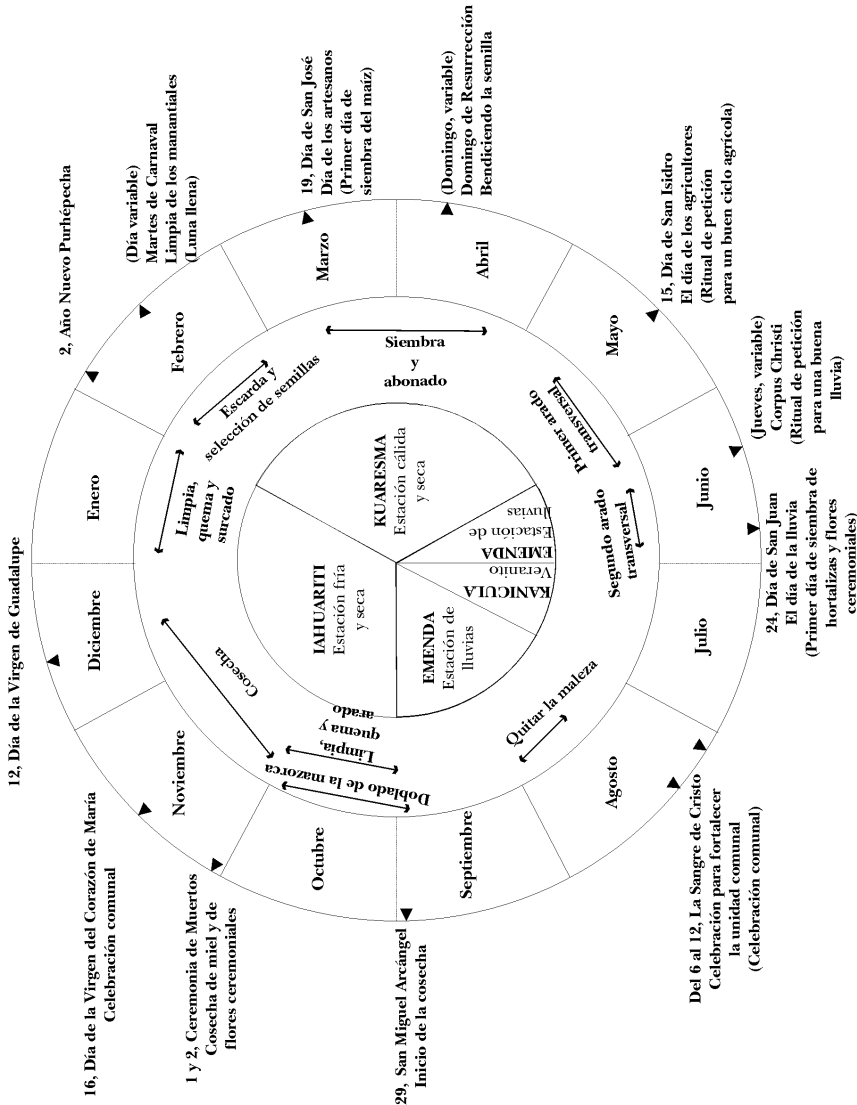 12, Día de la Virgen de Guadalupe
2, Año Nuevo Purhépecha
(Día variable)
Martes de Carnaval
Limpia de los manantiales
(Luna llena)
19, Día de San José
Día de los artesanos
(Primer día de
siembra del maíz)
(Domingo, variable)
Domingo de Resurrección
Bendiciendo la semilla
15, Día de San Isidro
El día de los agricultores
(Ritual de petición
para un buen ciclo agrícola)
(Jueves, variable)
Corpus Christi
(Ritual de petición
para una buena
lluvia)
24, Día de San Juan
El día de la lluvia
(Primer día de siembra de
hortalizas y flores
ceremoniales)
Del 6 al 12, La Sangre de Cristo
Celebración para fortalecer
la unidad comunal
(Celebración comunal)
29, San Miguel Arcángel
Inicio de la cosecha
1 y 2, Ceremonia de Muertos
Cosecha de miel y de
flores ceremoniales
16, Día de la Virgen del Corazón de María
Celebración comunal
Enero
Febrero
Marzo
Abril
Mayo
Junio
Julio
Agosto
Septiembre
Octubre
Noviembre
Diciembre
Limpia,
quema y
surcado
Escarda y
selección de semillas
Siembra
y
abonado
Primer arado
transversal
Segundo arado
transversal
Quitar la maleza
Doblado de la mazorca
Limpia,
quema y
arado
Cosecha
IAHUARITI
Estación fría
y seca
KUARESMA
Estación cálida
y seca
EMENDA
Estación de
lluvias
KANICULA
Veranito
EMENDA
Estación de
lluvias